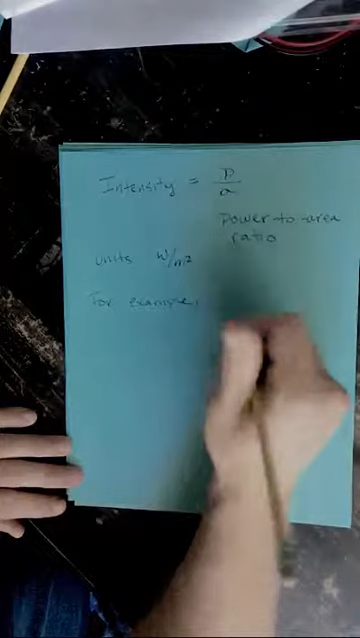 Intensity = P/a
Power-to-area
ratio
units W/m²
For example,